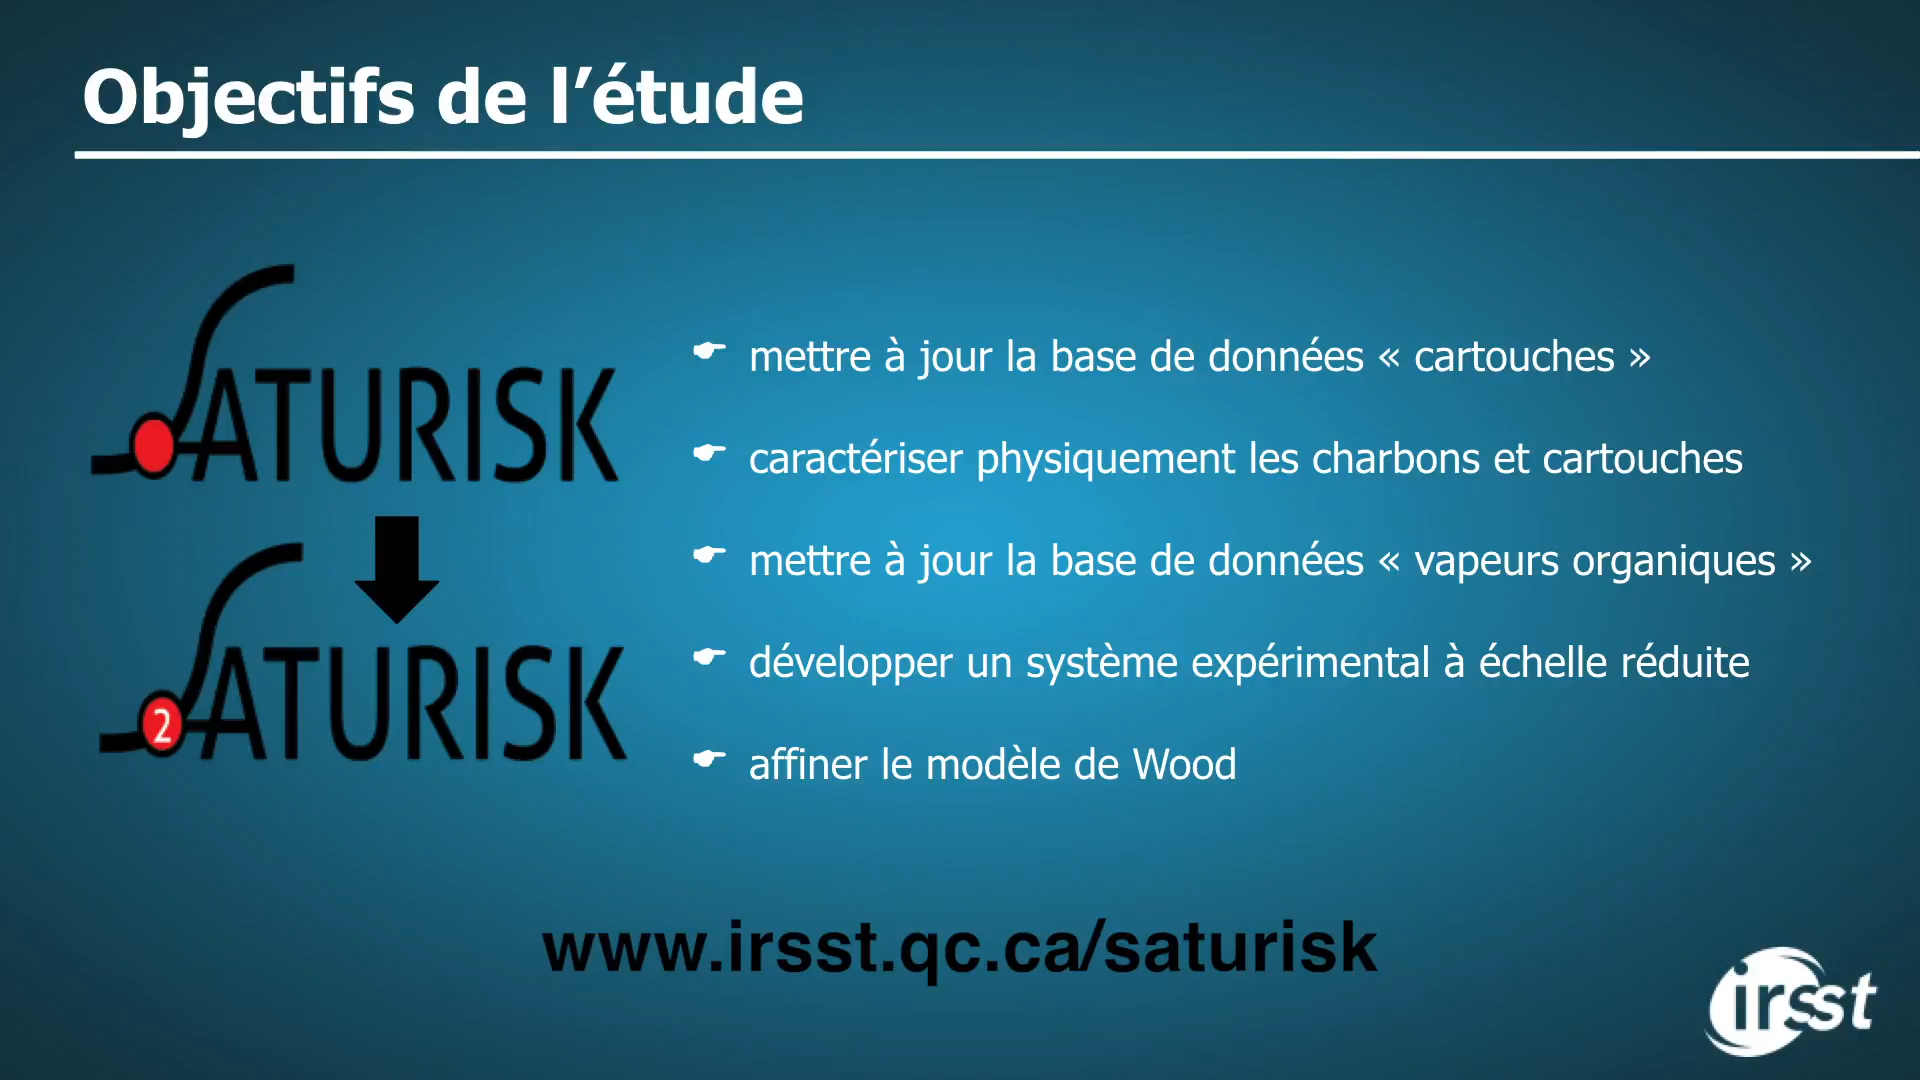 Objectifs de l’étude
SATURISK
2
SATURISK
mettre à jour la base de données « cartouches »
caractériser physiquement les charbons et cartouches
mettre à jour la base de données « vapeurs organiques »
développer un système expérimental à échelle réduite
affiner le modèle de Wood
www.irsst.qc.ca/saturisk
irsst